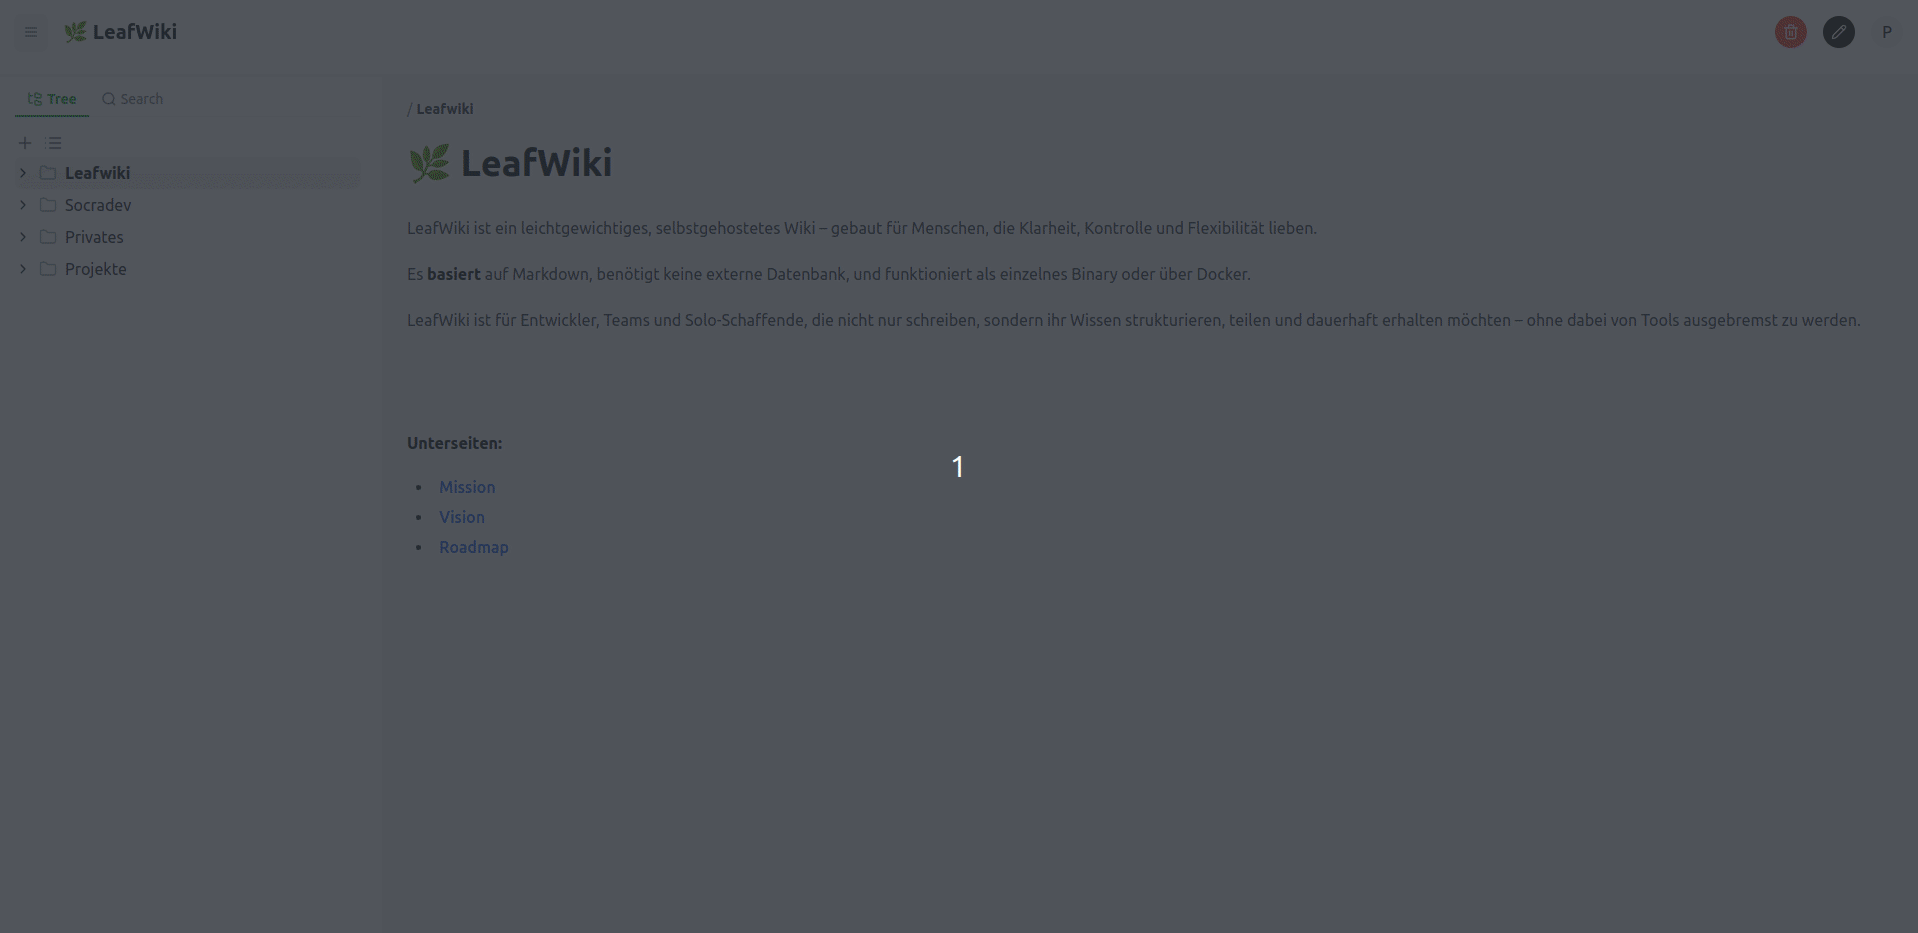 🌿 LeafWiki
P
Tree Search
Leafwiki
Socradev
Privates
Projekte
/ Leafwiki
🌿 LeafWiki
LeafWiki ist ein leichtgewichtiges, selbstgehostetes Wiki – gebaut für Menschen, die Klarheit, Kontrolle und Flexibilität lieben.
Es basiert auf Markdown, benötigt keine externe Datenbank, und funktioniert als einzelnes Binary oder über Docker.
LeafWiki ist für Entwickler, Teams und Solo-Schaffende, die nicht nur schreiben, sondern ihr Wissen strukturieren, teilen und dauerhaft erhalten möchten – ohne dabei von Tools ausgebremst zu werden.
Unterseiten:
1
• Mission
• Vision
• Roadmap